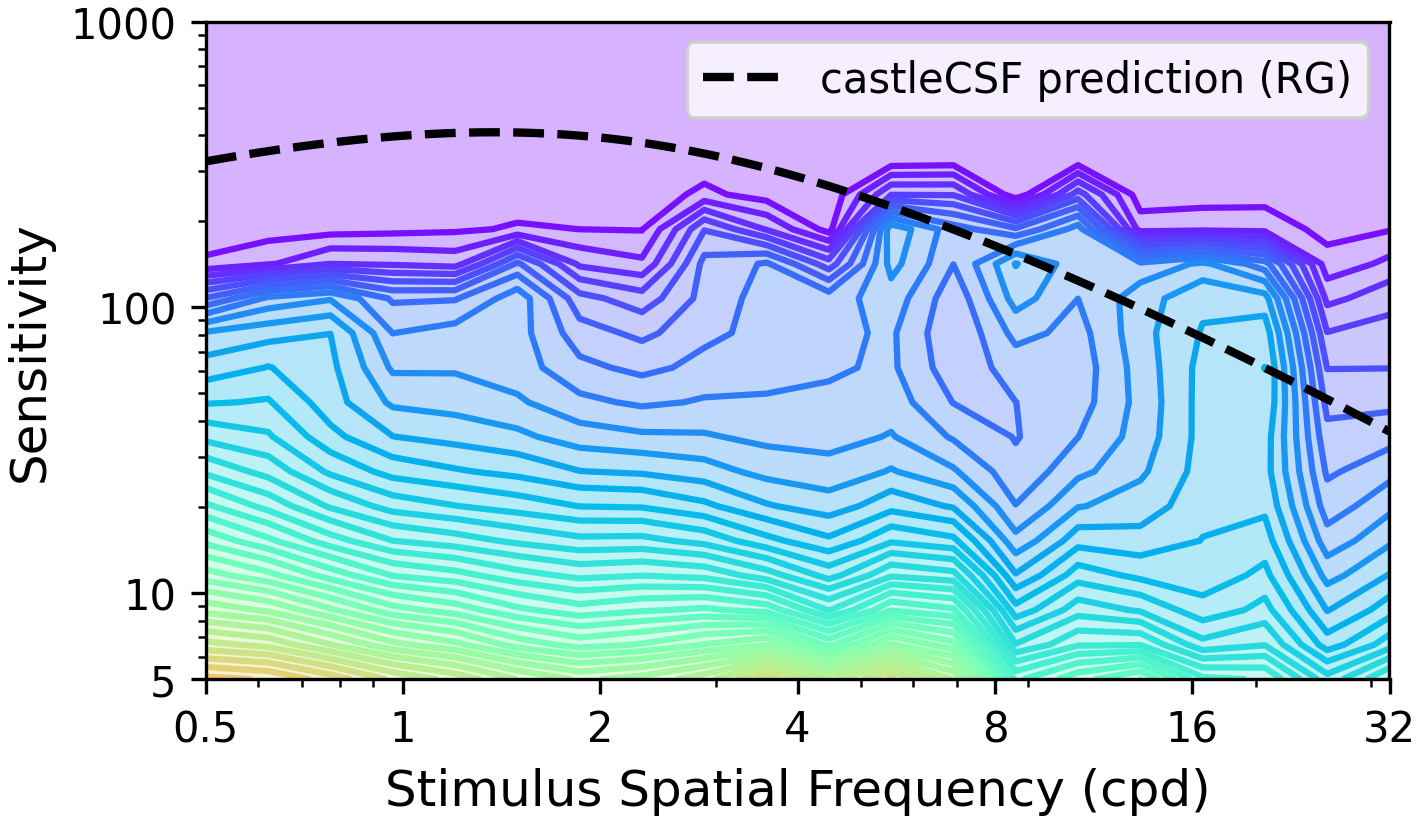 1000
castleCSF prediction (RG)
100
Sensitivity
10
5
0.5 1 2 4 8 16 32
Stimulus Spatial Frequency (cpd)